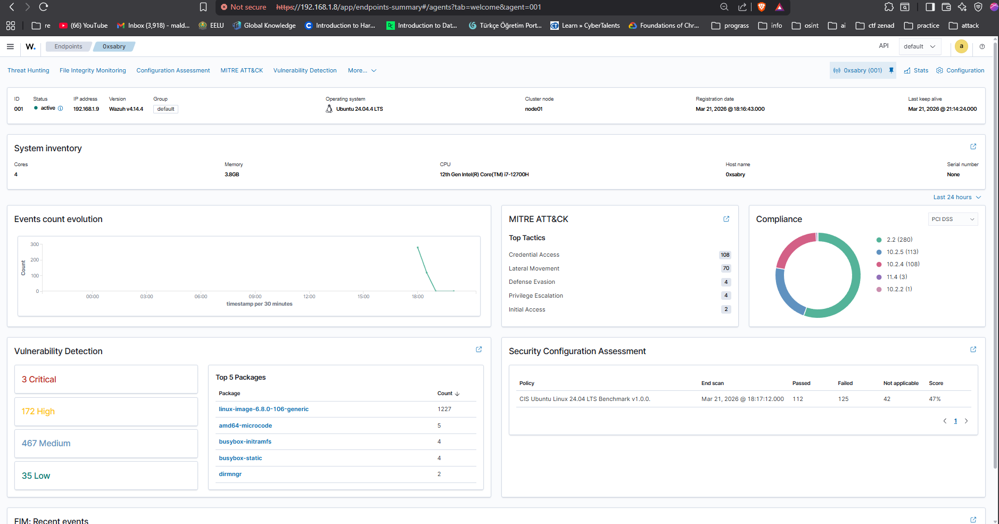 Not secure https://192.168.1.8/app/endpoints-summary#/agents?tab=welcome&agent=001
re (66) YouTube Inbox (3,918) - mald... EELU Global Knowledge Introduction to Har... Introduction to Dat... Türkçe Öğretim Port... Learn » CyberTalents Foundations of Chr... prograss info osint ai ctf zenad practice attack
W. Endpoints 0xsabry API default a
Threat Hunting File Integrity Monitoring Configuration Assessment MITRE ATT&CK Vulnerability Detection More... 0xsabry (001) Stats Configuration
ID Status IP address Version Group Operating system Cluster node Registration date Last keep alive
001 active 192.168.1.9 Wazuh v4.14.4 default Ubuntu 24.04.4 LTS node01 Mar 21, 2026 @ 18:16:43.000 Mar 21, 2026 @ 21:14:24.000
System inventory
Cores Memory CPU Host name Serial number
4 3.8GB 12th Gen Intel(R) Core(TM) i7-12700H 0xsabry None
Last 24 hours
Events count evolution
Count
300
200
100
0
00:00 03:00 06:00 09:00 12:00 15:00 18:00
timestamp per 30 minutes
MITRE ATT&CK
Top Tactics
Credential Access 108
Lateral Movement 70
Defense Evasion 4
Privilege Escalation 4
Initial Access 2
Compliance PCI DSS
2.2 (280)
10.2.5 (113)
10.2.4 (108)
11.4 (3)
10.2.2 (1)
Vulnerability Detection
3 Critical
172 High
467 Medium
35 Low
Top 5 Packages
Package Count
linux-image-6.8.0-106-generic 1227
amd64-microcode 5
busybox-initramfs 4
busybox-static 4
dirmngr 2
Security Configuration Assessment
Policy End scan Passed Failed Not applicable Score
CIS Ubuntu Linux 24.04 LTS Benchmark v1.0.0. Mar 21, 2026 @ 18:17:12.000 112 125 42 47%
1
FIM: Recent events